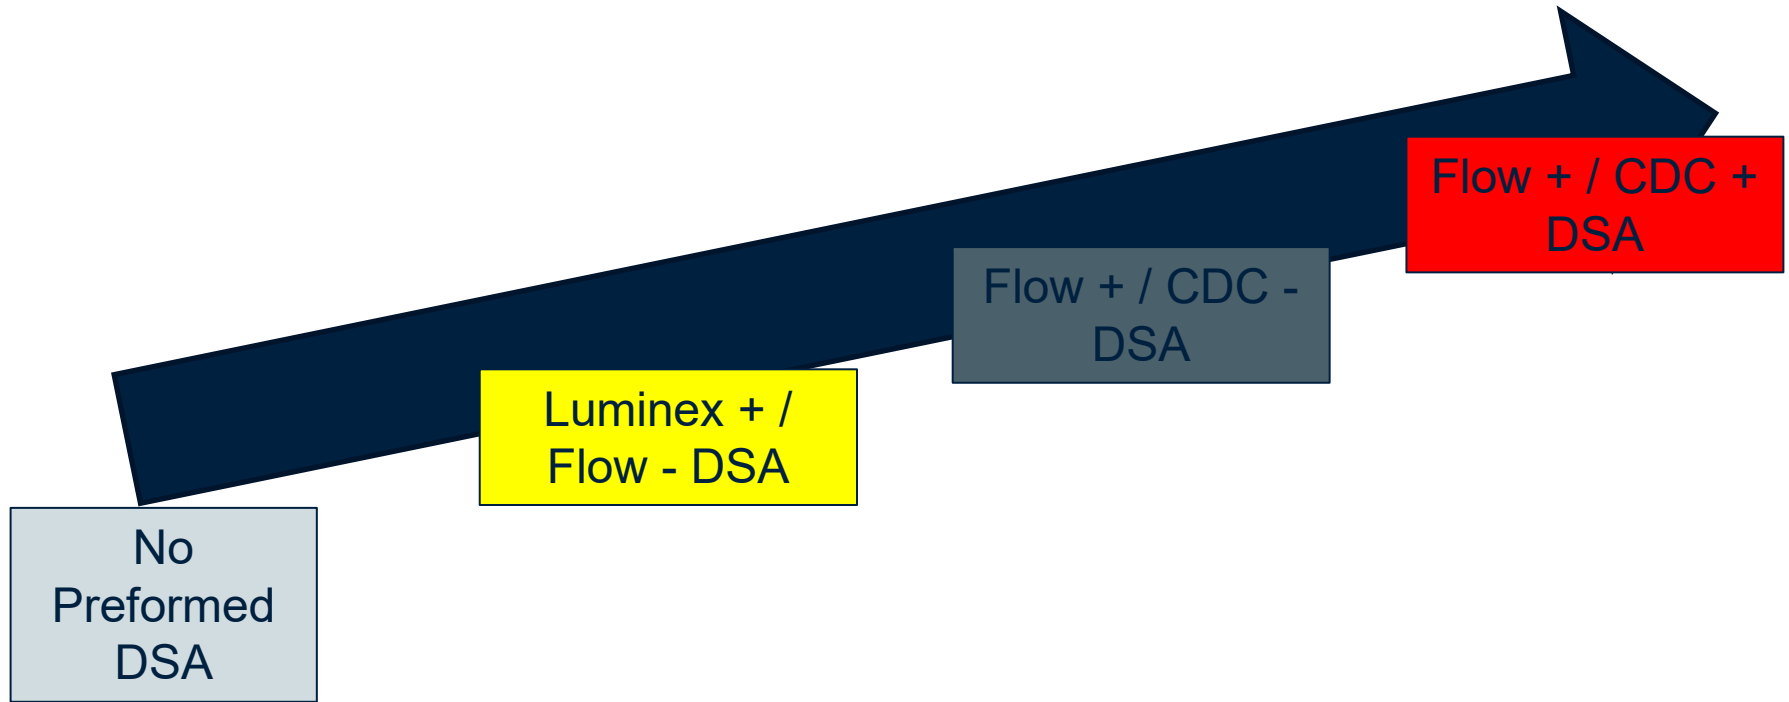 No
Preformed
DSA
Luminex + /
Flow - DSA
Flow + / CDC -
DSA
Flow + / CDC +
DSA